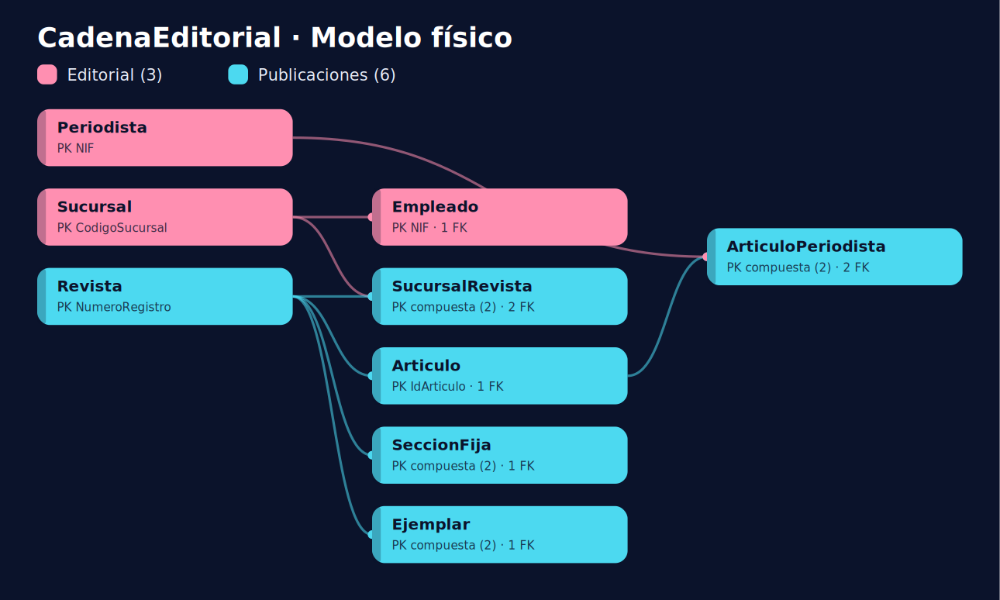 CadenaEditorial · Modelo físico
Editorial (3)
Publicaciones (6)
Periodista
PK NIF
Sucursal
PK CodigoSucursal
Revista
PK NumeroRegistro
Empleado
PK NIF · 1 FK
SucursalRevista
PK compuesta (2) · 2 FK
Articulo
PK IdArticulo · 1 FK
SeccionFija
PK compuesta (2) · 1 FK
Ejemplar
PK compuesta (2) · 1 FK
ArticuloPeriodista
PK compuesta (2) · 2 FK